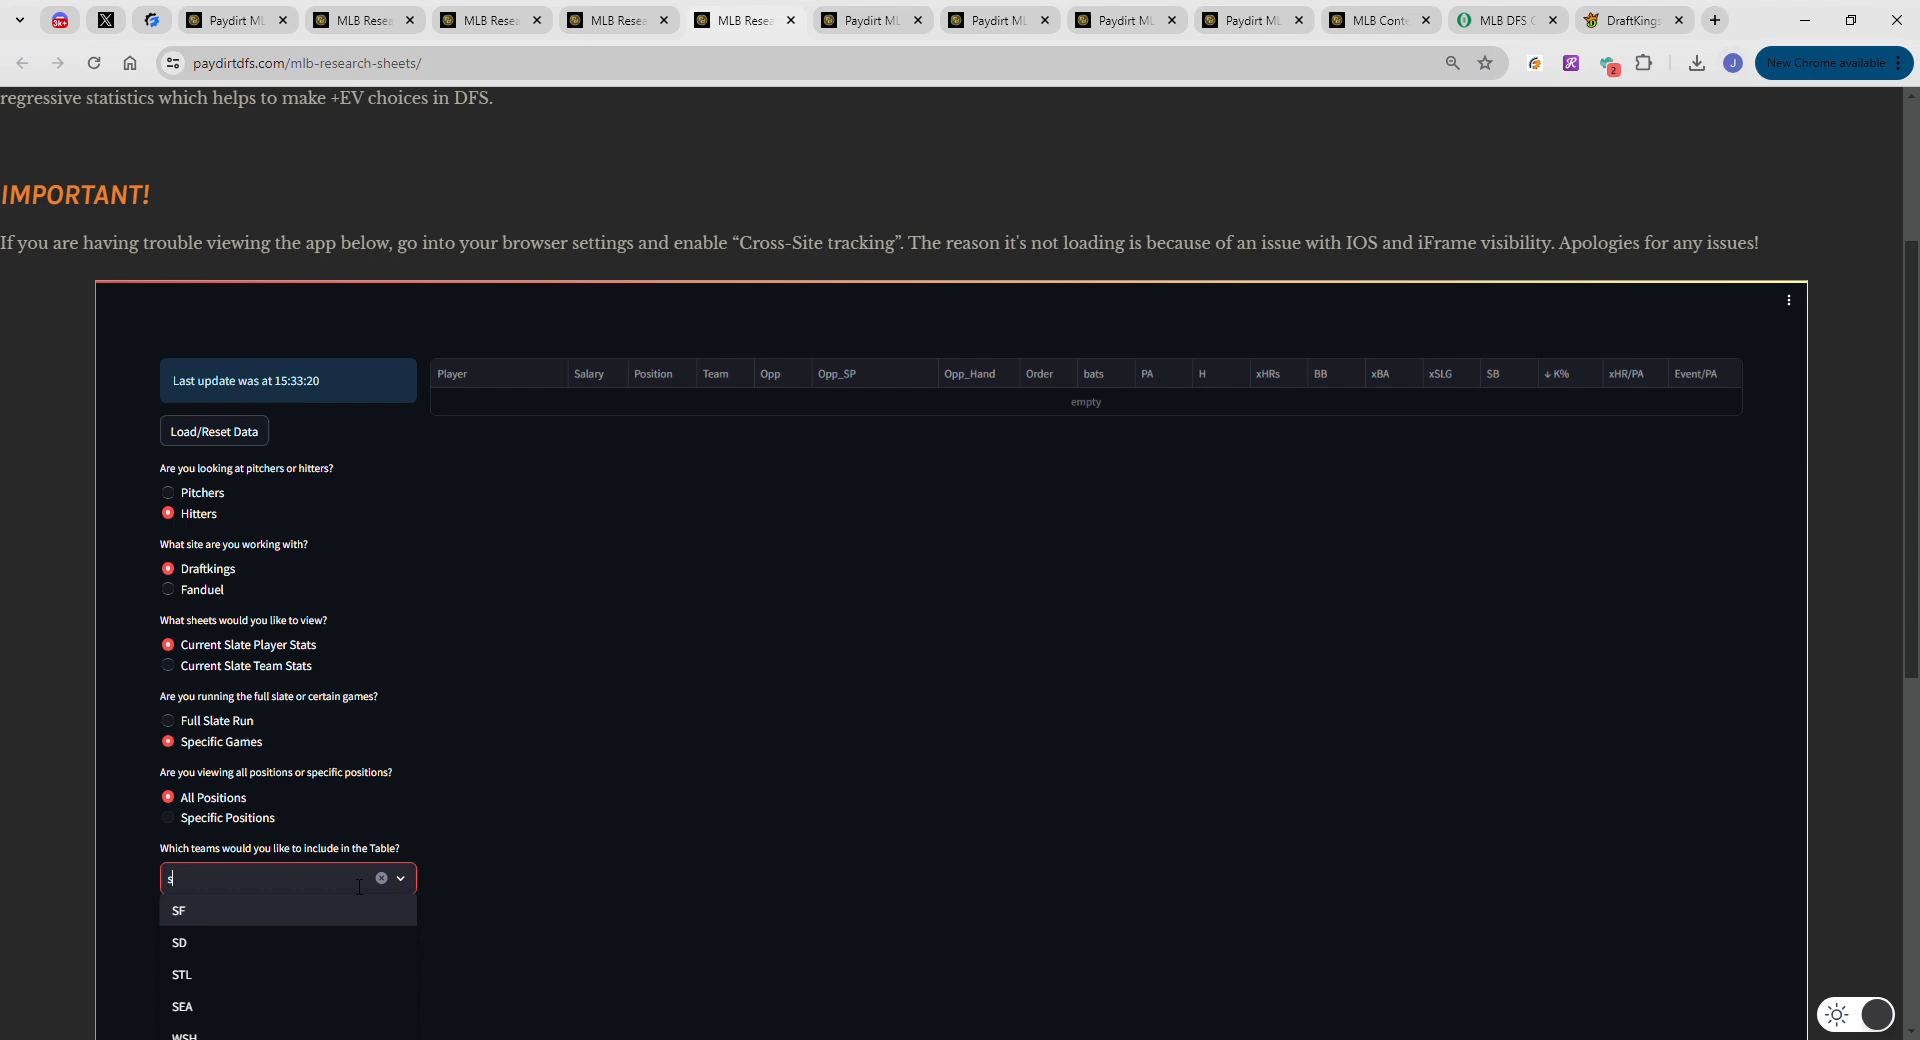 3K+
Paydirt ML
MLB Resea
MLB Resea
MLB Resea
MLB Resea
Paydirt ML
Paydirt ML
Paydirt ML
Paydirt ML
MLB Cont
MLB DFS
DraftKing
paydirtdfs.com/mlb-research-sheets/
2
J
New Chrome available
regressive statistics which helps to make +EV choices in DFS.
IMPORTANT!
If you are having trouble viewing the app below, go into your browser settings and enable “Cross-Site tracking”. The reason it's not loading is because of an issue with IOS and iFrame visibility. Apologies for any issues!
Last update was at 15:33:20
Player Salary Position Team Opp Opp_SP Opp_Hand Order bats PA H xHRs BB xBA xSLG SB ↓ K% xHR/PA Event/PA
empty
Load/Reset Data
Are you looking at pitchers or hitters?
Pitchers
Hitters
What site are you working with?
Draftkings
Fanduel
What sheets would you like to view?
Current Slate Player Stats
Current Slate Team Stats
Are you running the full slate or certain games?
Full Slate Run
Specific Games
Are you viewing all positions or specific positions?
All Positions
Specific Positions
Which teams would you like to include in the Table?
s
SF
SD
STL
SEA
WSH